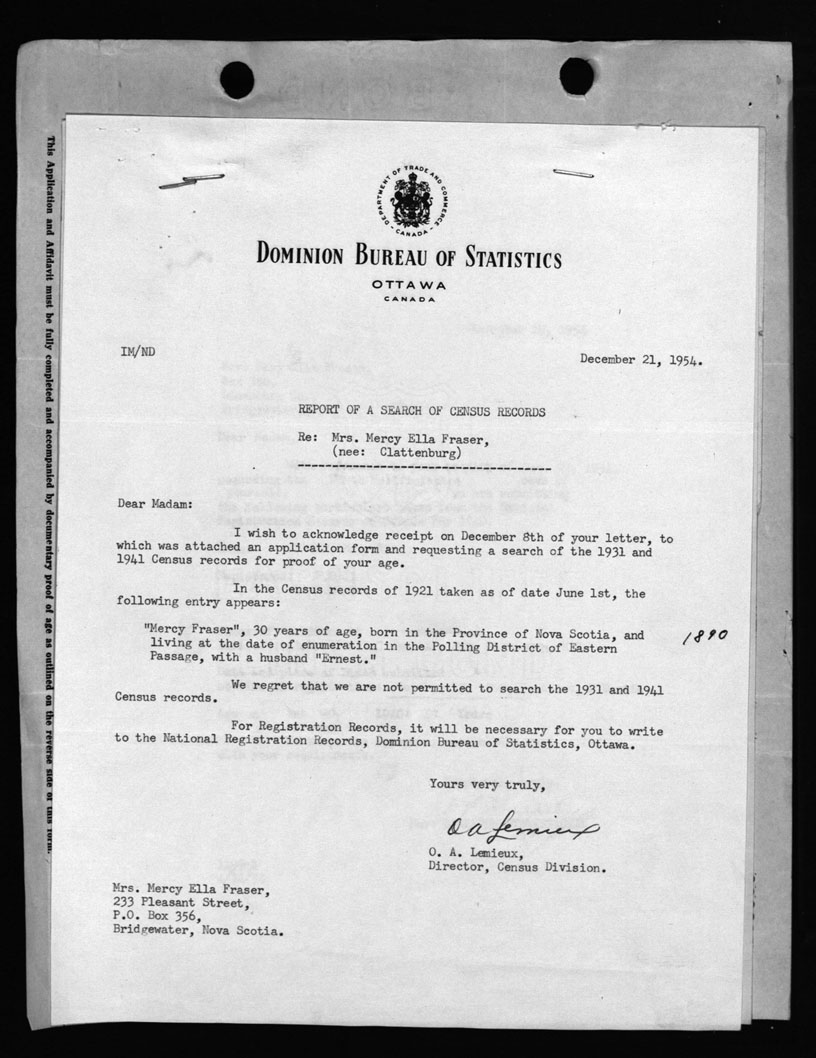 DEPARTMENT OF TRADE AND COMMERCE
- CANADA -
DOMINION BUREAU OF STATISTICS
OTTAWA
CANADA
IM/ND
December 21, 1954.
REPORT OF A SEARCH OF CENSUS RECORDS
Re: Mrs. Mercy Ella Fraser,
(nee: Clattenburg)
Dear Madam:
I wish to acknowledge receipt on December 8th of your letter, to
which was attached an application form and requesting a search of the 1931 and
1941 Census records for proof of your age.
In the Census records of 1921 taken as of date June 1st, the
following entry appears:
"Mercy Fraser", 30 years of age, born in the Province of Nova Scotia, and 1890
living at the date of enumeration in the Polling District of Eastern
Passage, with a husband "Ernest."
We regret that we are not permitted to search the 1931 and 1941
Census records.
For Registration Records, it will be necessary for you to write
to the National Registration Records, Dominion Bureau of Statistics, Ottawa.
Yours very truly,
O A Lemieux
O. A. Lemieux,
Director, Census Division.
Mrs. Mercy Ella Fraser,
233 Pleasant Street,
P.O. Box 356,
Bridgewater, Nova Scotia.
This Application and Affidavit must be fully completed and accompanied by documentary proof of age as outlined on the reverse side of this form.